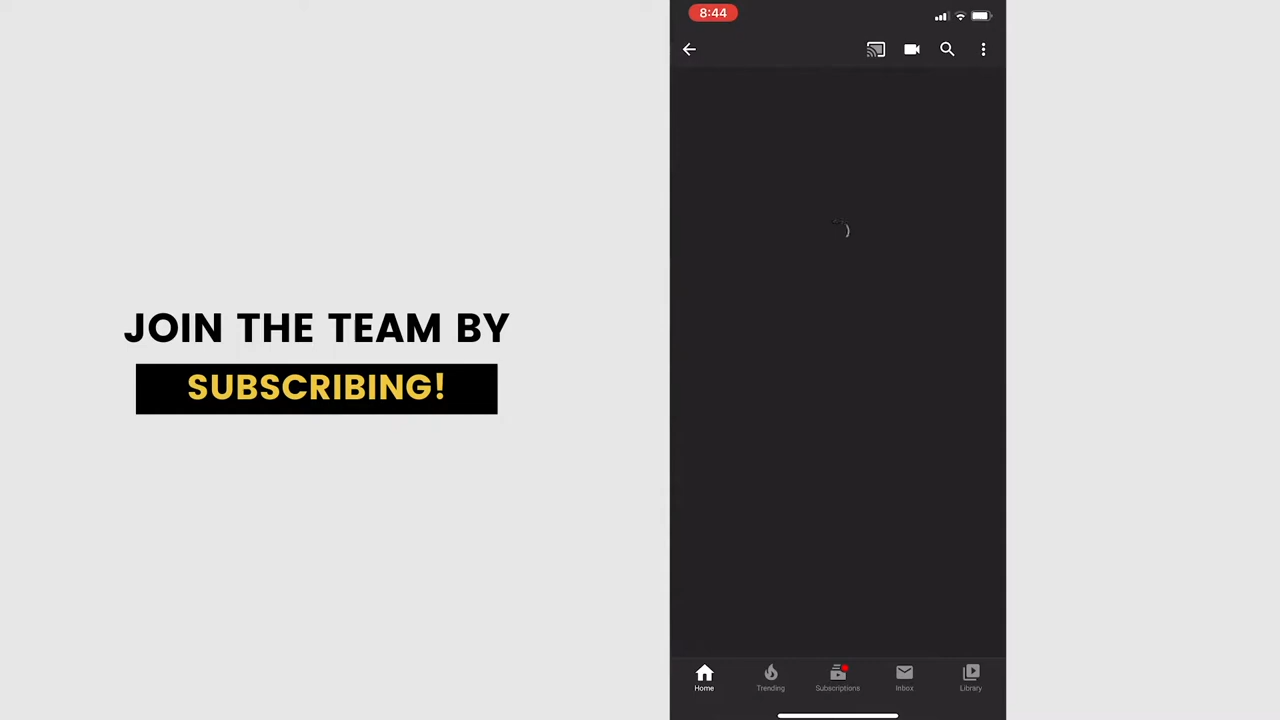 8:44
JOIN THE TEAM BY
SUBSCRIBING!
Home
Trending
Subscriptions
Inbox
Library